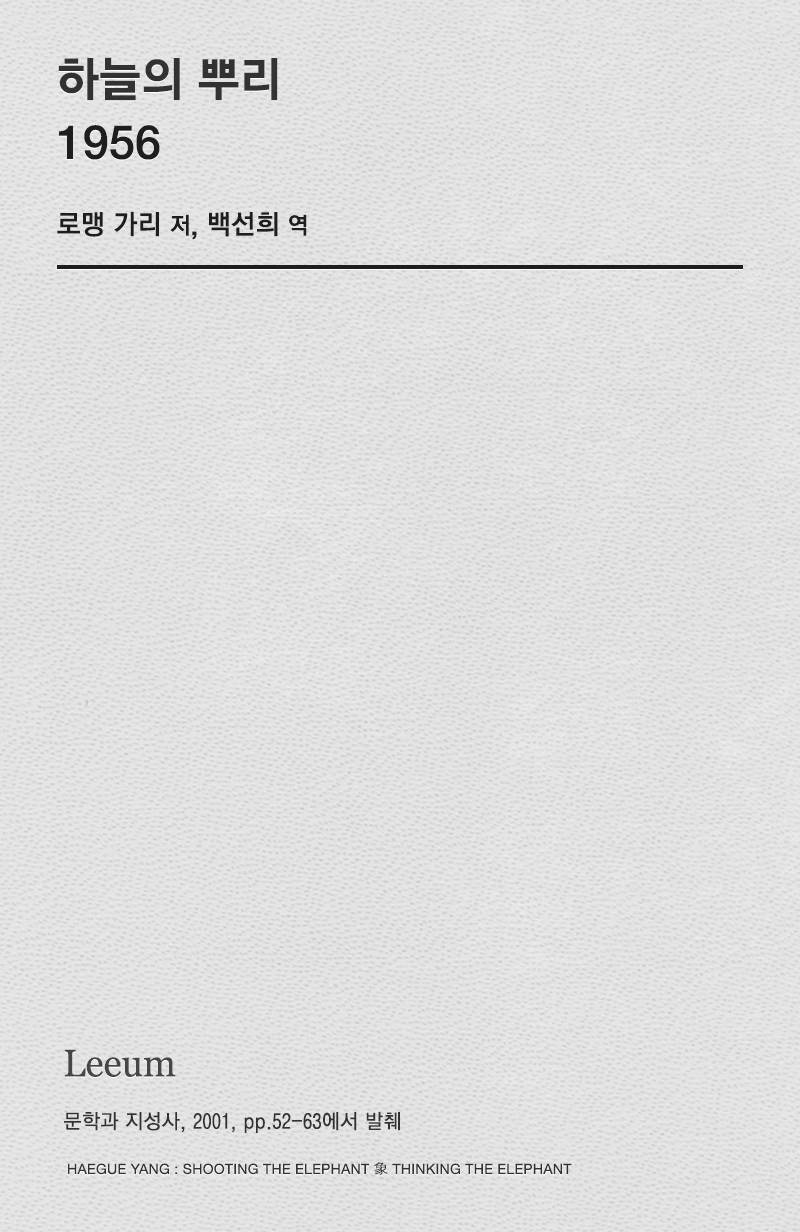 하늘의 뿌리
1956
로맹 가리 저, 백선희 역
Leeum
문학과 지성사, 2001, pp.52–63에서 발췌
HAEGUE YANG : SHOOTING THE ELEPHANT 象 THINKING THE ELEPHANT